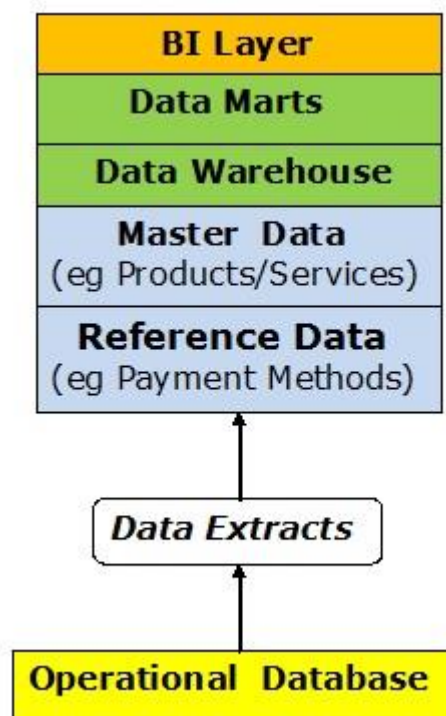 BI Layer
Data Marts
Data Warehouse
Master Data
(eg Products/Services)
Reference Data
(eg Payment Methods)
Data Extracts
Operational Database